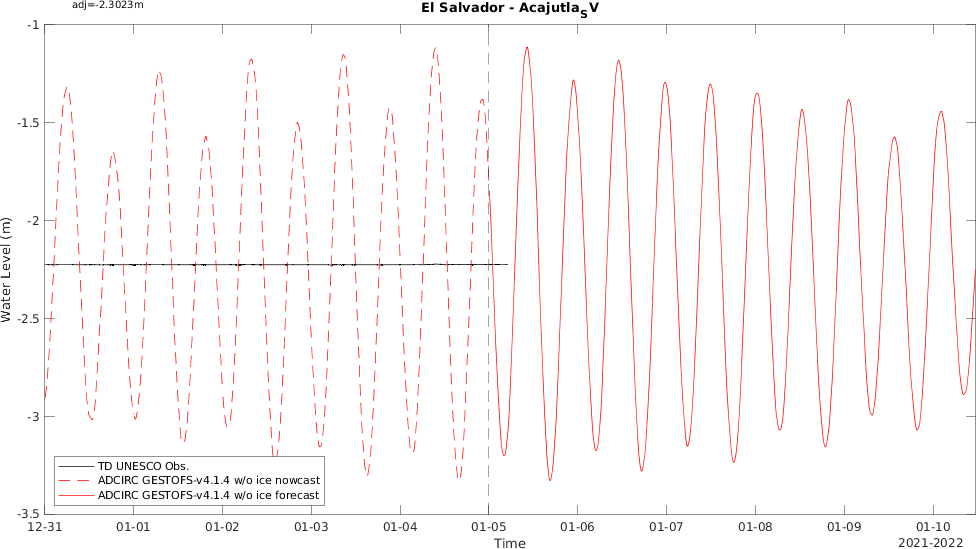 adj=-2.3023m
El Salvador - AcajutlaSV
-1
-1.5
-2
-2.5
-3
-3.5
Water Level (m)
TD UNESCO Obs.
ADCIRC GESTOFS-v4.1.4 w/o ice nowcast
ADCIRC GESTOFS-v4.1.4 w/o ice forecast
12-31 01-01 01-02 01-03 01-04 01-05 01-06 01-07 01-08 01-09 01-10
Time
2021-2022